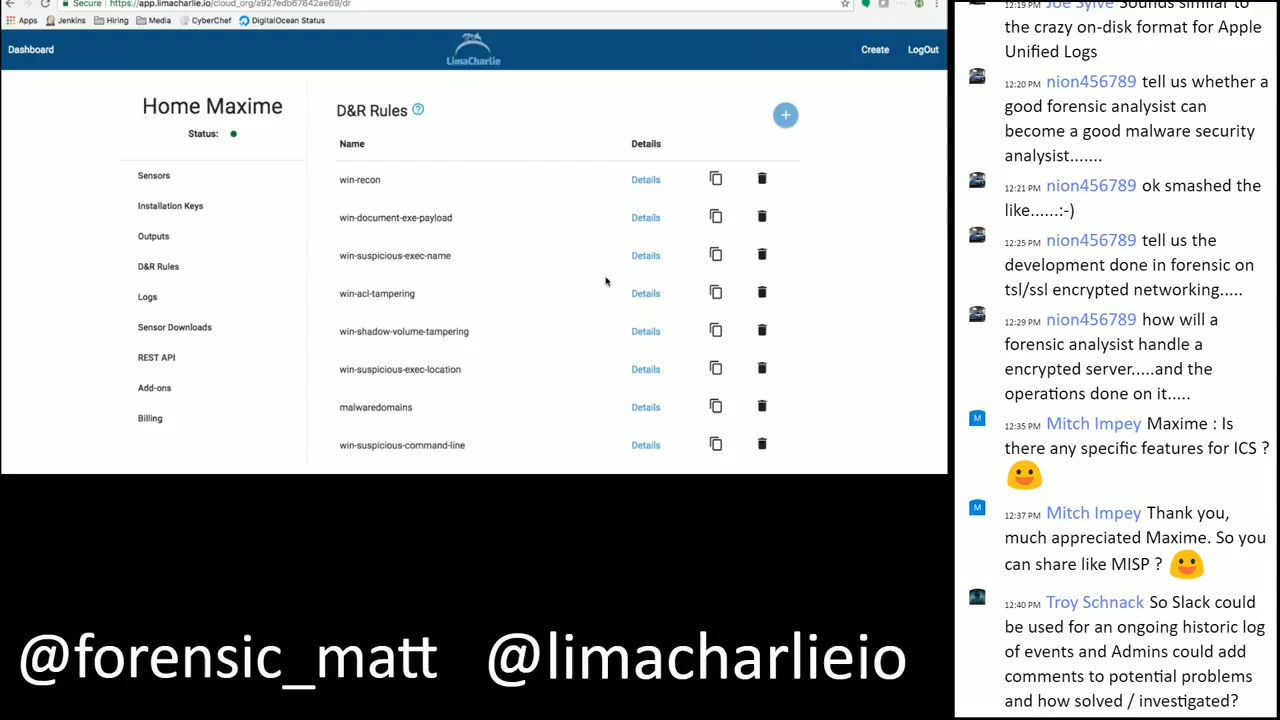 Secure https://app.limacharlie.io/cloud_org/a927edb67842ae69/dr
Apps Jenkins Hiring Media CyberChef DigitalOcean Status
Dashboard
LimaCharlie
Create LogOut
Home Maxime
Status:
Sensors
Installation Keys
Outputs
D&R Rules
Logs
Sensor Downloads
REST API
Add-ons
Billing
D&R Rules ?
+
Name Details
win-recon Details
win-document-exe-payload Details
win-suspicious-exec-name Details
win-acl-tampering Details
win-shadow-volume-tampering Details
win-suspicious-exec-location Details
malwaredomains Details
win-suspicious-command-line Details
@forensic_matt @limacharlieio
12:19 PM Joe Sylve Sounds similar to
the crazy on-disk format for Apple
Unified Logs
12:20 PM nion456789 tell us whether a
good forensic analyst can
become a good malware security
analyst.......
12:21 PM nion456789 ok smashed the
like......:-)
12:25 PM nion456789 tell us the
development done in forensic on
tsl/ssl encrypted networking.....
12:29 PM nion456789 how will a
forensic analyst handle a
encrypted server.....and the
operations done on it.....
M
12:35 PM Mitch Impey Maxime : Is
there any specific features for ICS ?
M
12:37 PM Mitch Impey Thank you,
much appreciated Maxime. So you
can share like MISP ?
12:40 PM Troy Schnack So Slack could
be used for an ongoing historic log
of events and Admins could add
comments to potential problems
and how solved / investigated?